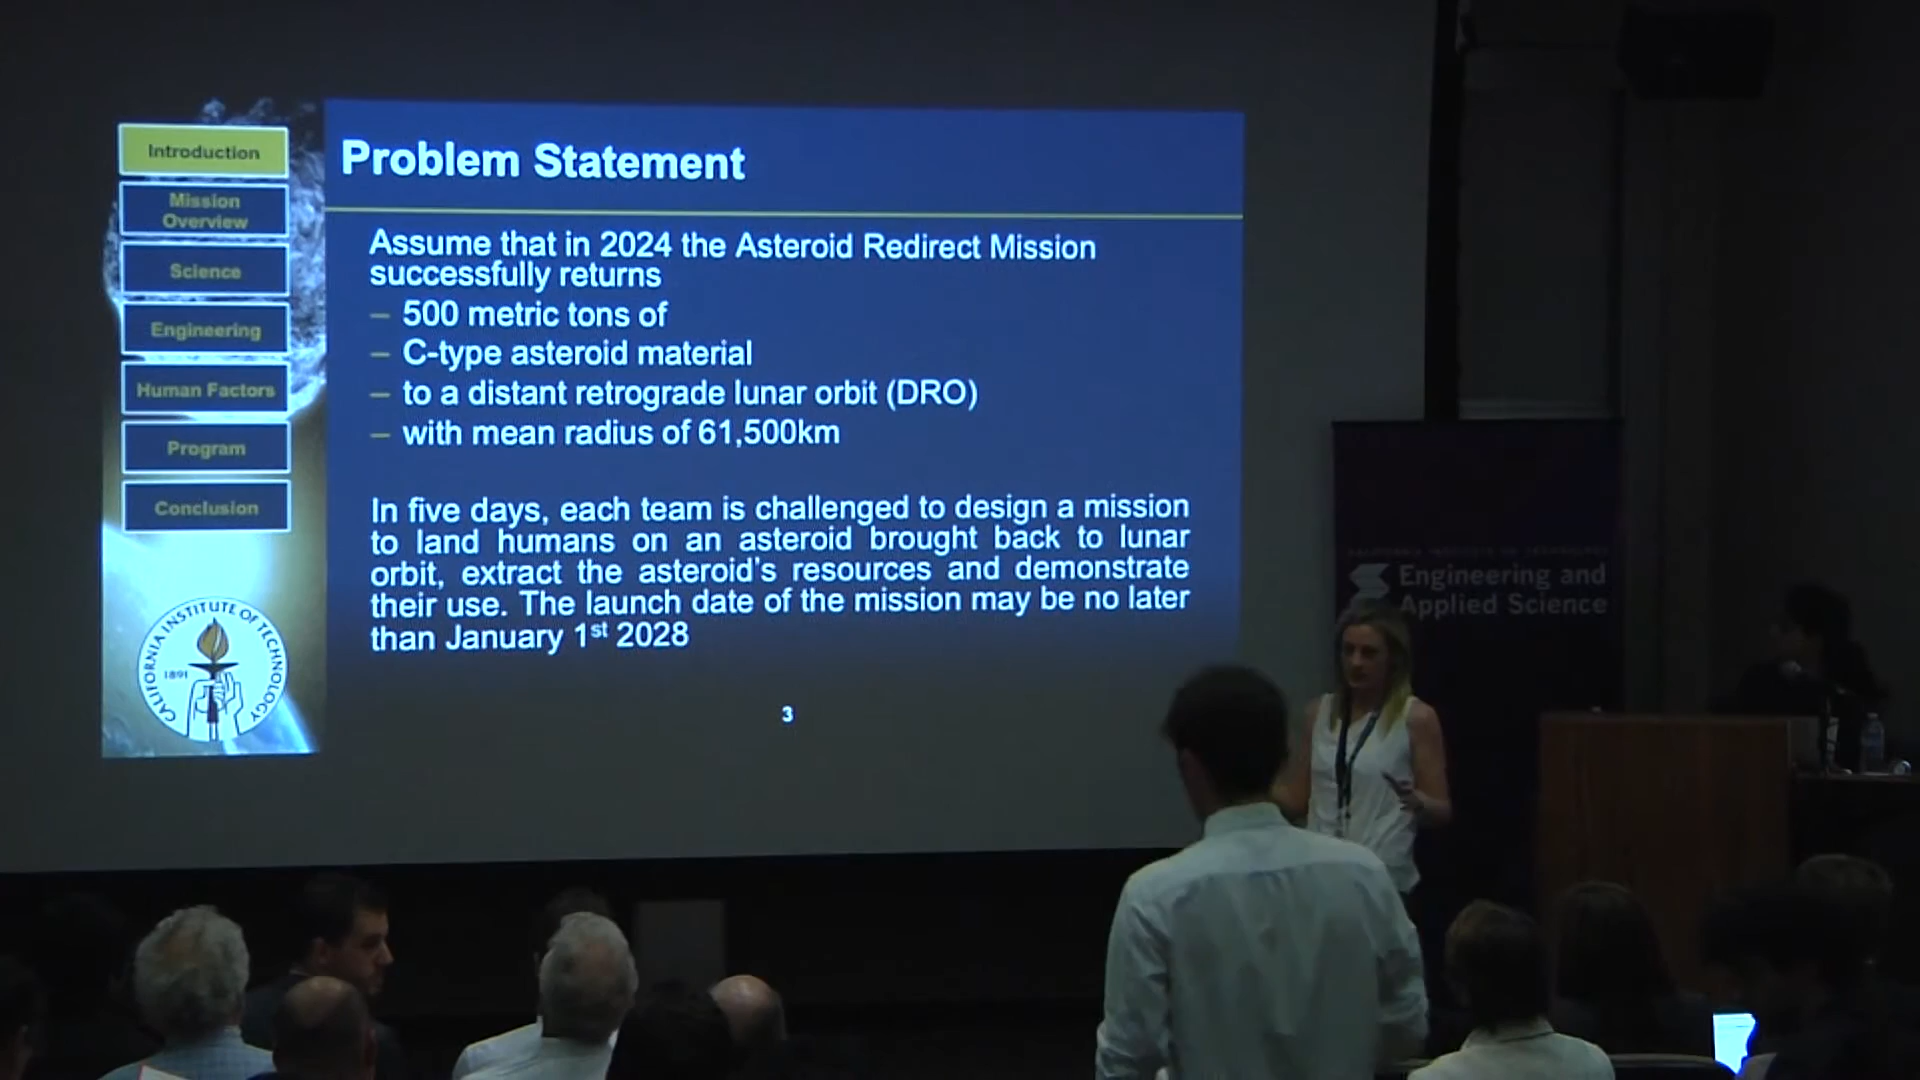 Introduction
Mission
Overview
Science
Engineering
Human Factors
Program
Conclusion
CALIFORNIA INSTITUTE OF TECHNOLOGY
1891
Problem Statement
Assume that in 2024 the Asteroid Redirect Mission
successfully returns
– 500 metric tons of
– C-type asteroid material
– to a distant retrograde lunar orbit (DRO)
– with mean radius of 61,500km
In five days, each team is challenged to design a mission
to land humans on an asteroid brought back to lunar
orbit, extract the asteroid's resources and demonstrate
their use. The launch date of the mission may be no later
than January 1st 2028
3
CALIFORNIA INSTITUTE OF TECHNOLOGY
Engineering and
Applied Science